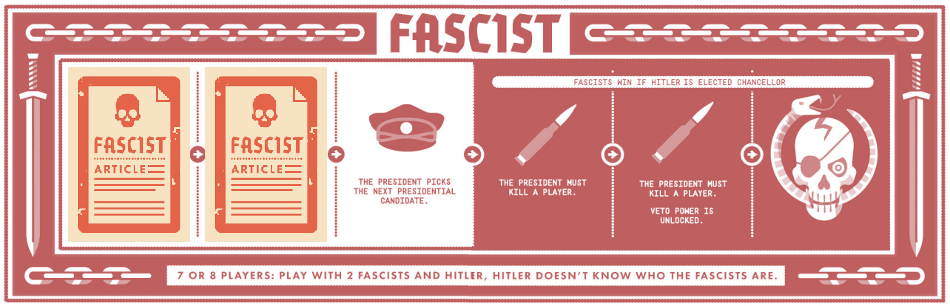 FASCIST
FASCISTS WIN IF HITLER IS ELECTED CHANCELLOR
FASCIST
ARTICLE
FASCIST
ARTICLE
THE PRESIDENT PICKS
THE NEXT PRESIDENTIAL
CANDIDATE.
THE PRESIDENT MUST
KILL A PLAYER.
THE PRESIDENT MUST
KILL A PLAYER.
VETO POWER IS
UNLOCKED.
7 OR 8 PLAYERS: PLAY WITH 2 FASCISTS AND HITLER, HITLER DOESN'T KNOW WHO THE FASCISTS ARE.